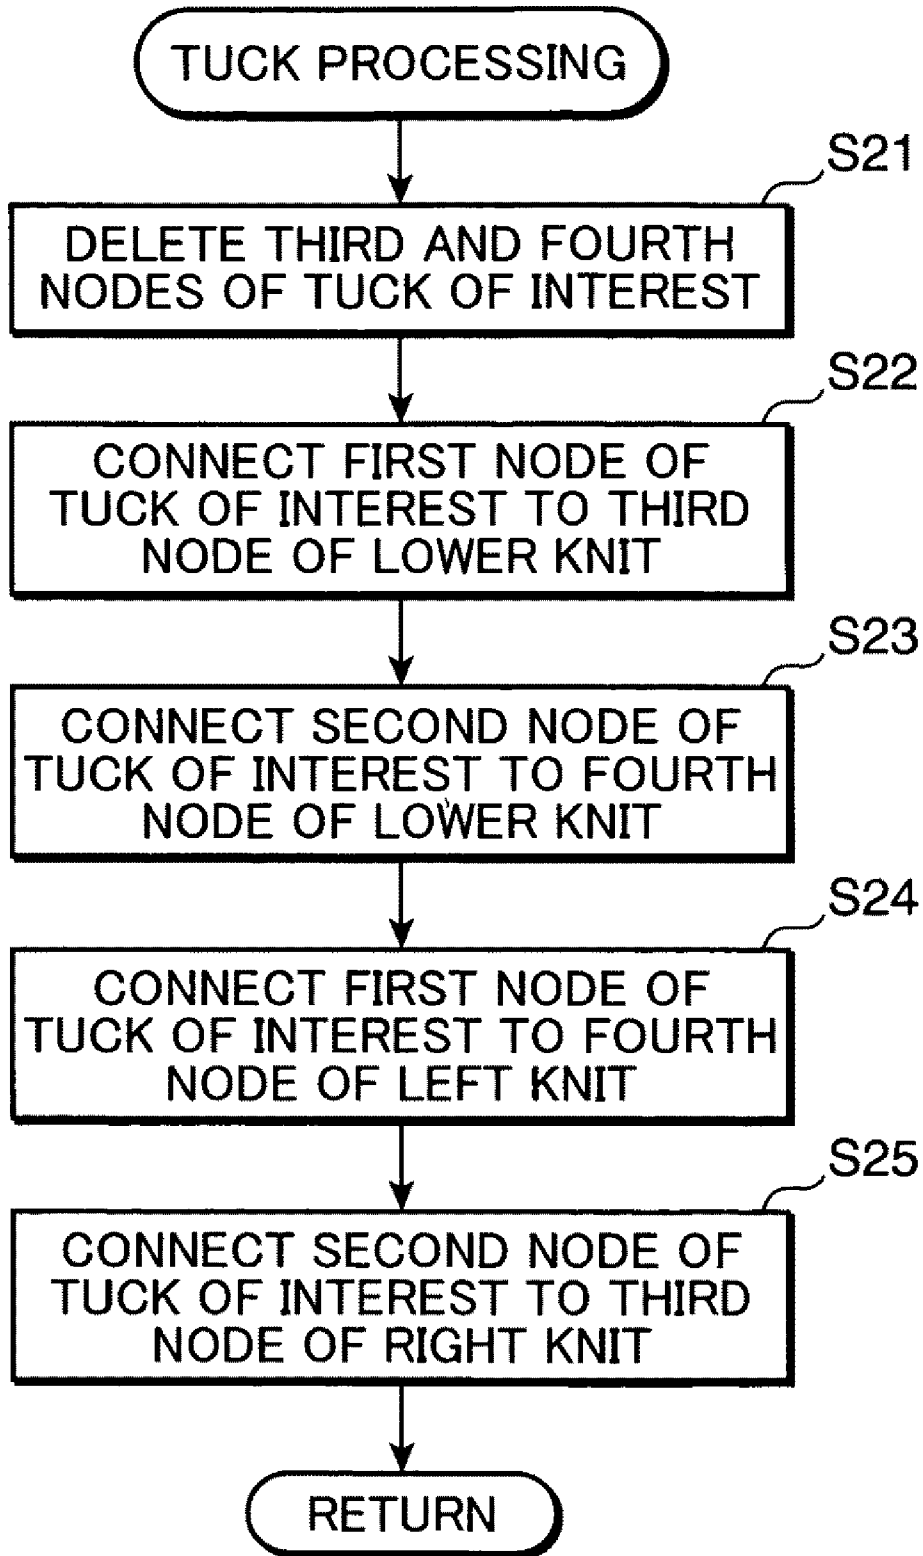 TUCK PROCESSING
S21
DELETE THIRD AND FOURTH
NODES OF TUCK OF INTEREST
S22
CONNECT FIRST NODE OF
TUCK OF INTEREST TO THIRD
NODE OF LOWER KNIT
S23
CONNECT SECOND NODE OF
TUCK OF INTEREST TO FOURTH
NODE OF LOWER KNIT
S24
CONNECT FIRST NODE OF
TUCK OF INTEREST TO FOURTH
NODE OF LEFT KNIT
S25
CONNECT SECOND NODE OF
TUCK OF INTEREST TO THIRD
NODE OF RIGHT KNIT
RETURN